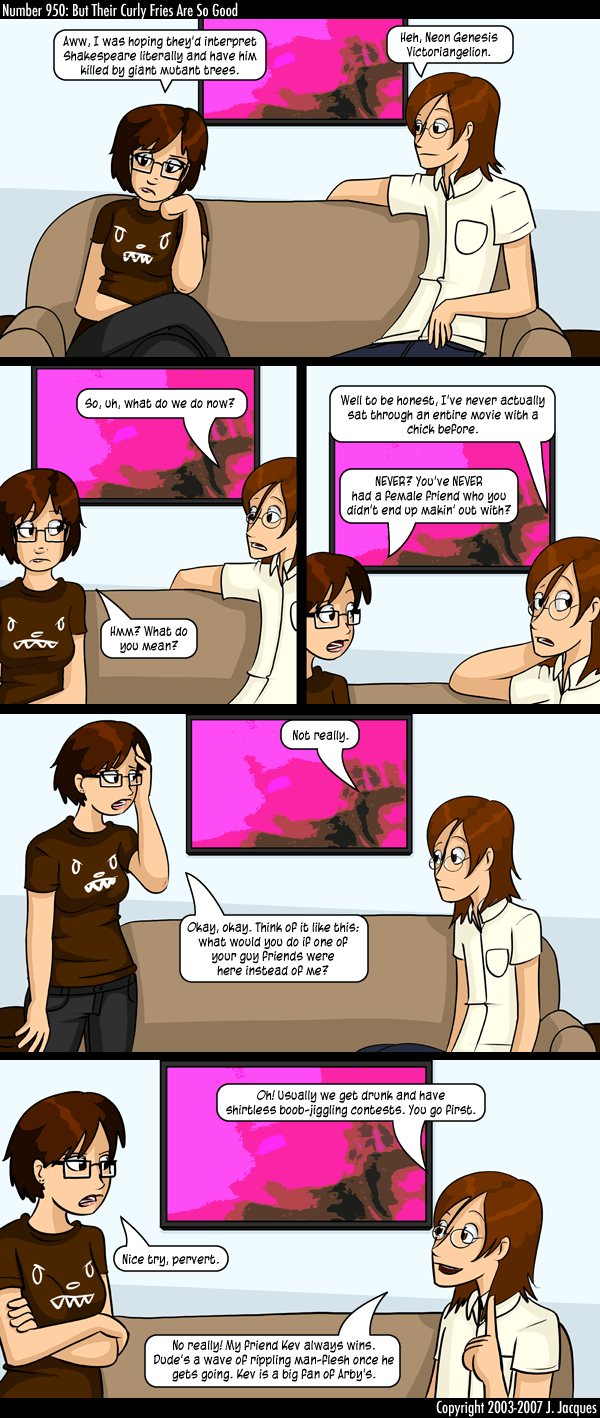 Number 950: But Their Curly Fries Are So Good
Aww, I was hoping they'd interpret
Shakespeare literally and have him
killed by giant mutant trees.
Heh, Neon Genesis
Victoriangelion.
So, uh, what do we do now?
Hmm? What do
you mean?
Well to be honest, I've never actually
sat through an entire movie with a
chick before.
NEVER? You've NEVER
had a female friend who you
didn't end up makin' out with?
Not really.
Okay, okay. Think of it like this:
what would you do if one of
your guy friends were
here instead of me?
Oh! Usually we get drunk and have
shirtless boob-jiggling contests. You go first.
Nice try, pervert.
No really! My friend Kev always wins.
Dude's a wave of rippling man-flesh once he
gets going. Kev is a big fan of Arby's.
Copyright 2003-2007 J. Jacques